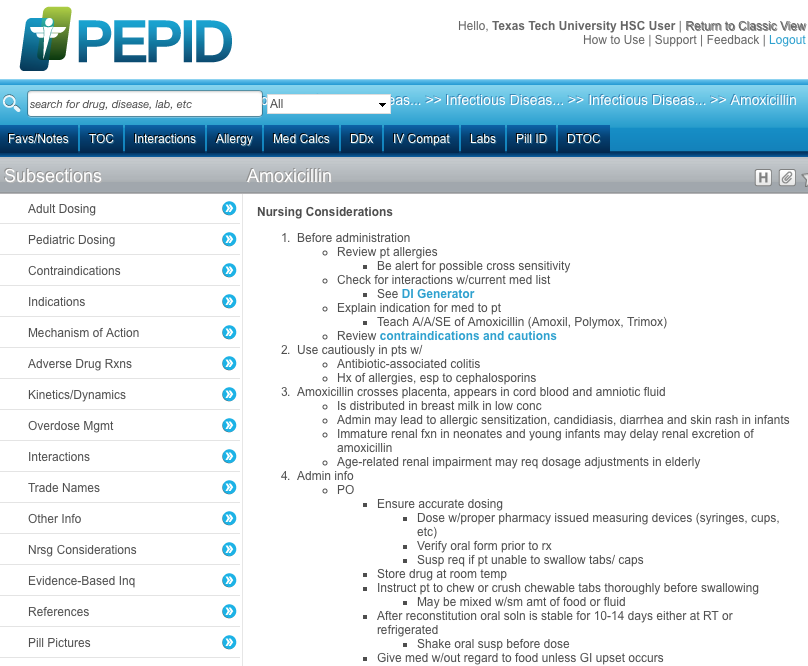 PEPID
Hello, Texas Tech University HSC User | Return to Classic View
How to Use | Support | Feedback | Logout
search for drug, disease, lab, etc
All
eas... >> Infectious Diseas... >> Infectious Diseas... >> Amoxicillin
Favs/Notes TOC Interactions Allergy Med Calcs DDx IV Compat Labs Pill ID DTOC
Subsections
Amoxicillin
H
Adult Dosing
Pediatric Dosing
Contraindications
Indications
Mechanism of Action
Adverse Drug Rxns
Kinetics/Dynamics
Overdose Mgmt
Interactions
Trade Names
Other Info
Nrsg Considerations
Evidence-Based Inq
References
Pill Pictures
Nursing Considerations
1. Before administration
Review pt allergies
Be alert for possible cross sensitivity
Check for interactions w/current med list
See DI Generator
Explain indication for med to pt
Teach A/A/SE of Amoxicillin (Amoxil, Polymox, Trimox)
Review contraindications and cautions
2. Use cautiously in pts w/
Antibiotic-associated colitis
Hx of allergies, esp to cephalosporins
3. Amoxicillin crosses placenta, appears in cord blood and amniotic fluid
Is distributed in breast milk in low conc
Admin may lead to allergic sensitization, candidiasis, diarrhea and skin rash in infants
Immature renal fxn in neonates and young infants may delay renal excretion of
amoxicillin
Age-related renal impairment may req dosage adjustments in elderly
4. Admin info
PO
Ensure accurate dosing
Dose w/proper pharmacy issued measuring devices (syringes, cups,
etc)
Verify oral form prior to rx
Susp req if pt unable to swallow tabs/ caps
Store drug at room temp
Instruct pt to chew or crush chewable tabs thoroughly before swallowing
May be mixed w/sm amt of food or fluid
After reconstitution oral soln is stable for 10-14 days either at RT or
refrigerated
Shake oral susp before dose
Give med w/out regard to food unless GI upset occurs